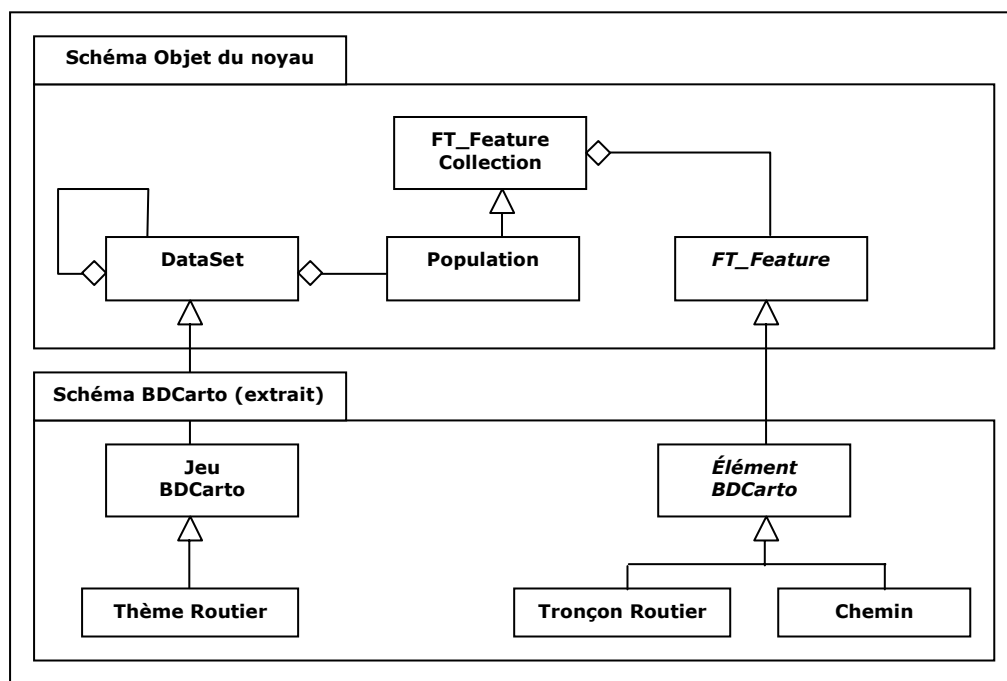 Schéma Objet du noyau
FT_Feature
Collection
DataSet
Population
FT_Feature
Schéma BDCarto (extrait)
Jeu
BDCarto
Élément
BDCarto
Thème Routier
Tronçon Routier
Chemin